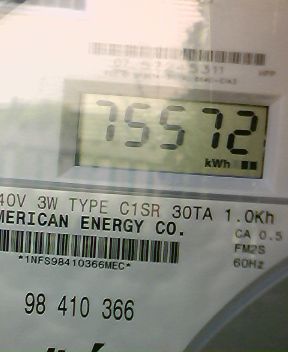 75572
kWh
40V 3W TYPE C1SR 30TA 1.0Kh
MERICAN ENERGY CO.
CA 0.5
FM2S
60Hz
*1NFS98410366MEC*
98 410 366